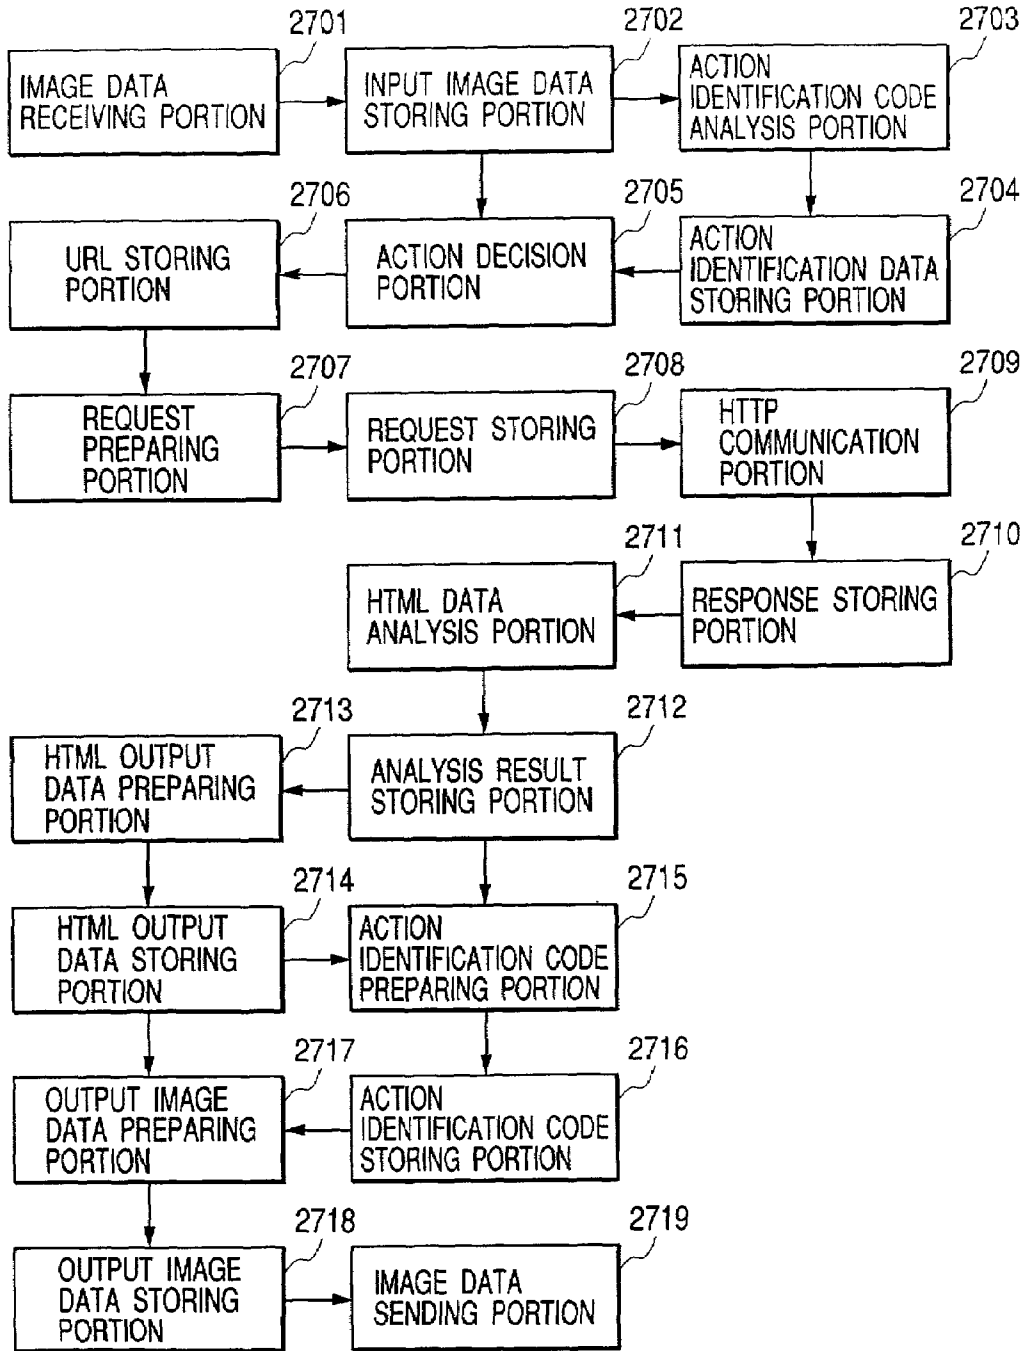 2701
IMAGE DATA
RECEIVING PORTION
2702
INPUT IMAGE DATA
STORING PORTION
2703
ACTION
IDENTIFICATION CODE
ANALYSIS PORTION
2706
URL STORING
PORTION
2705
ACTION DECISION
PORTION
2704
ACTION
IDENTIFICATION DATA
STORING PORTION
2707
REQUEST
PREPARING
PORTION
2708
REQUEST STORING
PORTION
2709
HTTP
COMMUNICATION
PORTION
2711
HTML DATA
ANALYSIS PORTION
2710
RESPONSE STORING
PORTION
2713
HTML OUTPUT
DATA PREPARING
PORTION
2712
ANALYSIS RESULT
STORING PORTION
2714
HTML OUTPUT
DATA STORING
PORTION
2715
ACTION
IDENTIFICATION CODE
PREPARING PORTION
2717
OUTPUT IMAGE
DATA PREPARING
PORTION
2716
ACTION
IDENTIFICATION CODE
STORING PORTION
2718
OUTPUT IMAGE
DATA STORING
PORTION
2719
IMAGE DATA
SENDING PORTION